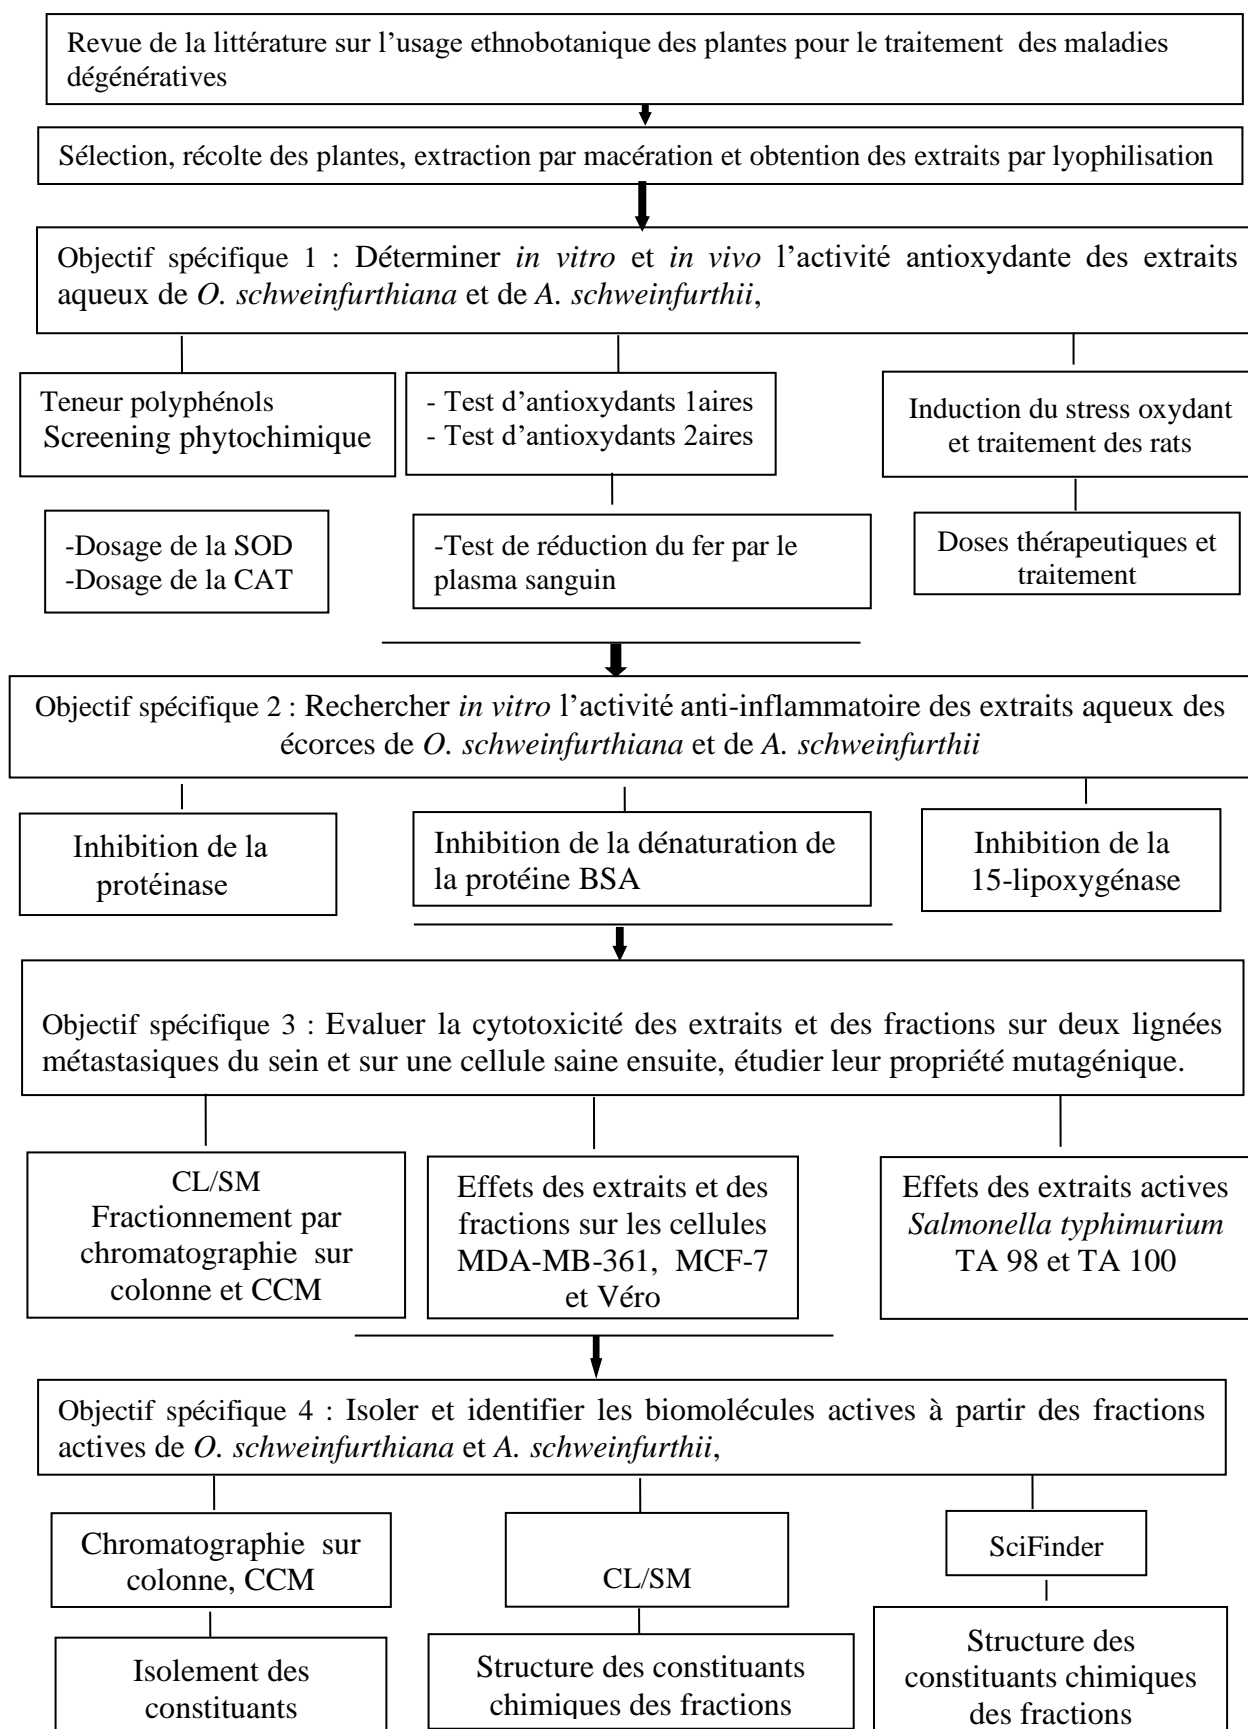 Revue de la littérature sur l’usage ethnobotanique des plantes pour le traitement des maladies
dégénératives
Sélection, récolte des plantes, extraction par macération et obtention des extraits par lyophilisation
Objectif spécifique 1 : Déterminer in vitro et in vivo l’activité antioxydante des extraits
aqueux de O. schweinfurthiana et de A. schweinfurthii,
Teneur polyphénols
Screening phytochimique
- Test d’antioxydants 1aires
- Test d’antioxydants 2aires
Induction du stress oxydant
et traitement des rats
-Dosage de la SOD
-Dosage de la CAT
-Test de réduction du fer par le
plasma sanguin
Doses thérapeutiques et
traitement
Objectif spécifique 2 : Rechercher in vitro l’activité anti-inflammatoire des extraits aqueux des
écorces de O. schweinfurthiana et de A. schweinfurthii
Inhibition de la
protéinase
Inhibition de la dénaturation de
la protéine BSA
Inhibition de la
15-lipoxygénase
Objectif spécifique 3 : Evaluer la cytotoxicité des extraits et des fractions sur deux lignées
métastasiques du sein et sur une cellule saine ensuite, étudier leur propriété mutagénique.
CL/SM
Fractionnement par
chromatographie sur
colonne et CCM
Effets des extraits et des
fractions sur les cellules
MDA-MB-361, MCF-7
et Véro
Effets des extraits actives
Salmonella typhimurium
TA 98 et TA 100
Objectif spécifique 4 : Isoler et identifier les biomolécules actives à partir des fractions
actives de O. schweinfurthiana et A. schweinfurthii,
Chromatographie sur
colonne, CCM
CL/SM
SciFinder
Isolement des
constituants
Structure des constituants
chimiques des fractions
Structure des
constituants chimiques
des fractions